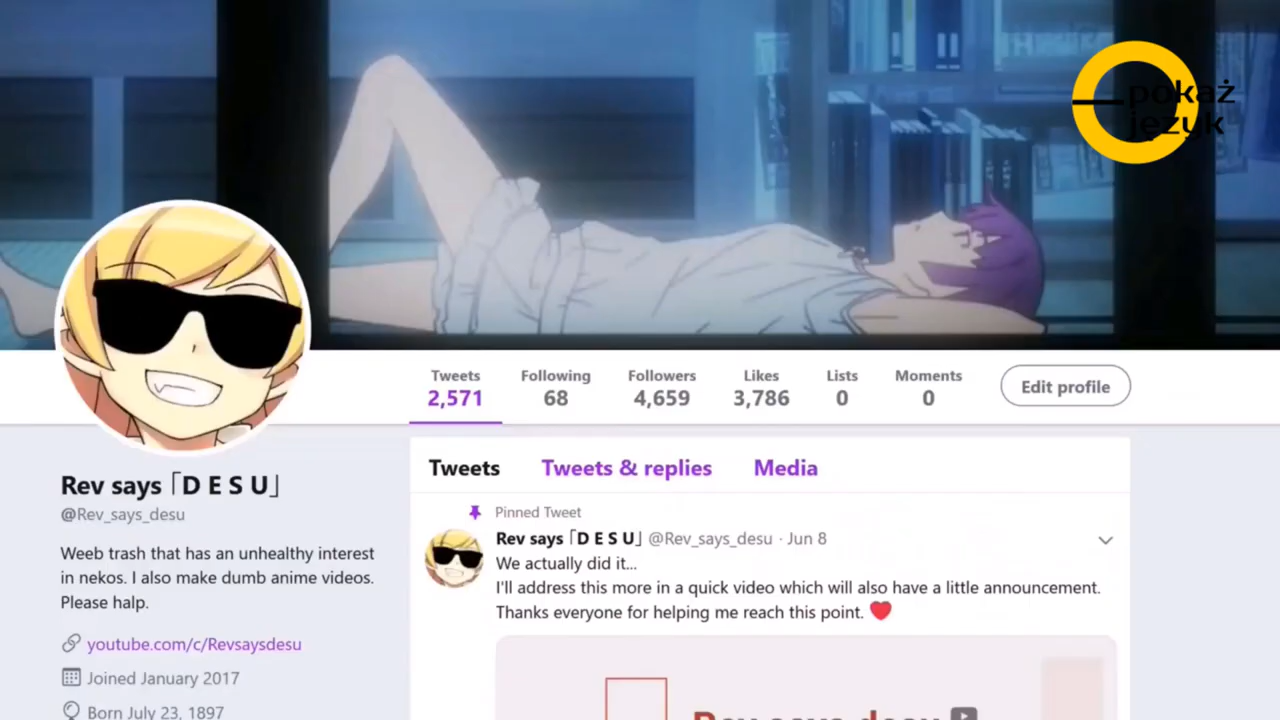 pokaż
język
Tweets
2,571
Following
68
Followers
4,659
Likes
3,786
Lists
0
Moments
0
Edit profile
Rev says「D E S U」
@Rev_says_desu
Weeb trash that has an unhealthy interest
in nekos. I also make dumb anime videos.
Please halp.
youtube.com/c/Revsaysdesu
Joined January 2017
Born July 23, 1897
Tweets
Tweets & replies
Media
Pinned Tweet
Rev says「D E S U」 @Rev_says_desu · Jun 8
We actually did it...
I'll address this more in a quick video which will also have a little announcement.
Thanks everyone for helping me reach this point. ❤
Rev says desu